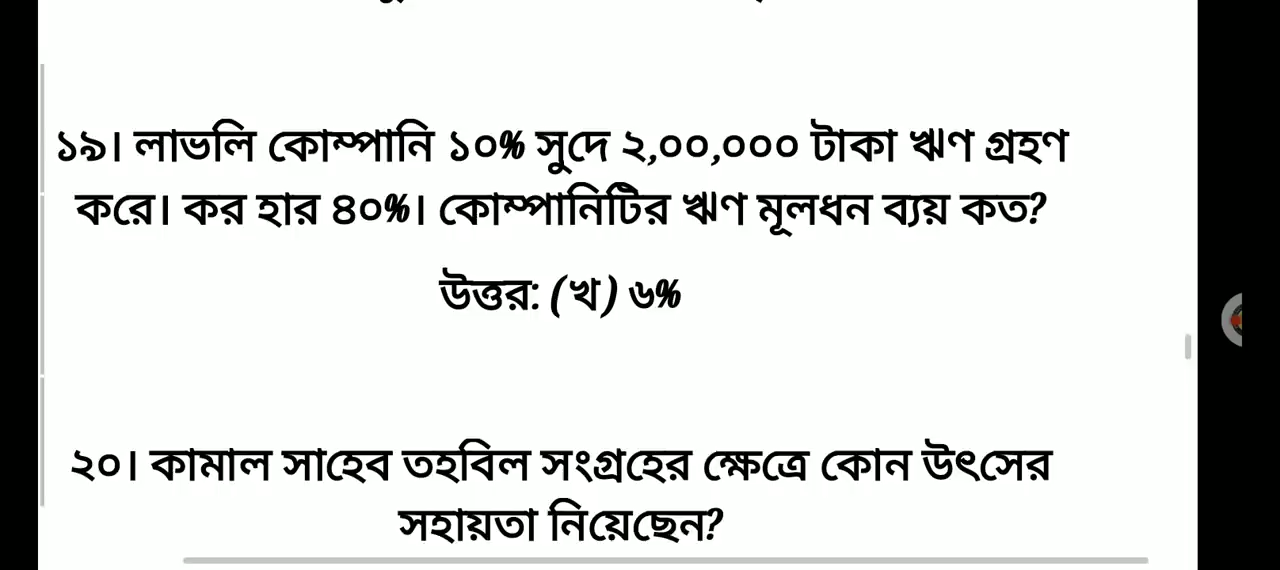 ১৯। লাভলি কোম্পানি ১০% সুদে ২,০০,০০০ টাকা ঋণ গ্রহণ
করে। কর হার ৪০%। কোম্পানিটির ঋণ মূলধন ব্যয় কত?
উত্তর: (খ) ৬%
২০। কামাল সাহেব তহবিল সংগ্রহের ক্ষেত্রে কোন উৎসের
সহায়তা নিয়েছেন?